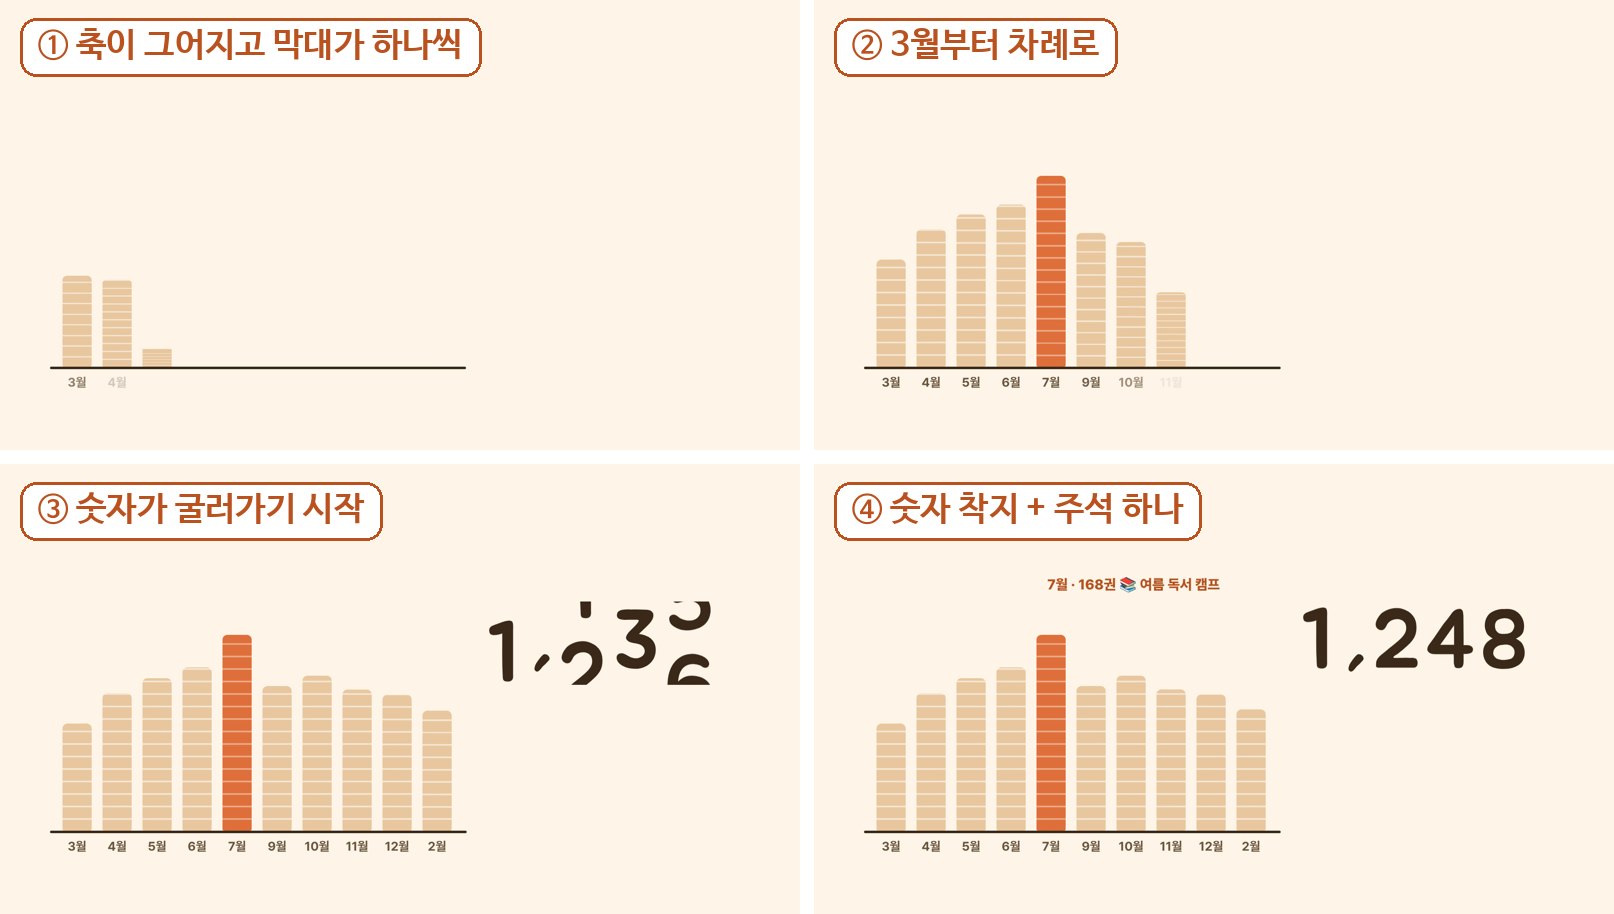 ① 축이 그어지고 막대가 하나씩
3월 4월
② 3월부터 차례로
3월 4월 5월 6월 7월 9월 10월 11월
③ 숫자가 굴러가기 시작
3월 4월 5월 6월 7월 9월 10월 11월 12월 2월
④ 숫자 착지 + 주석 하나
7월 · 168권 📚 여름 독서 캠프
1,248
3월 4월 5월 6월 7월 9월 10월 11월 12월 2월